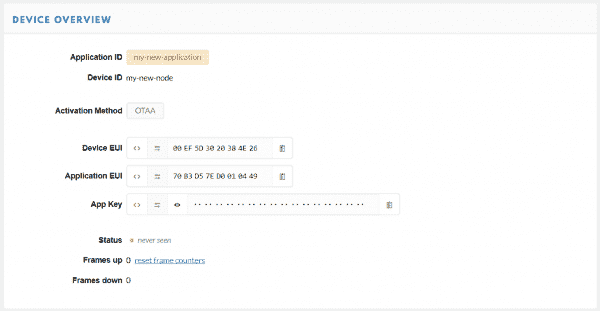 DEVICE OVERVIEW
Application ID my-new-application
Device ID my-new-node
Activation Method OTAA
Device EUI <> 00 EF 5D 30 20 38 4E 26
Application EUI <> 70 B3 D5 7E D0 01 04 49
App Key <>
Status never seen
Frames up 0 reset frame counters
Frames down 0